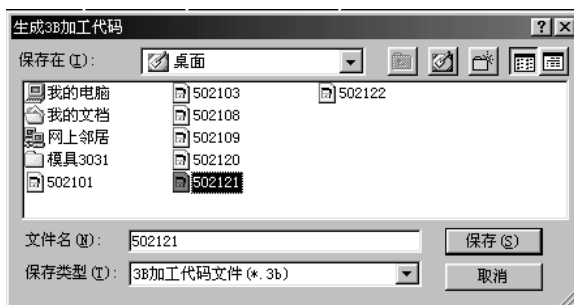 生成3B加工代码
保存在(I): 桌面
我的电脑 502103 502122
我的文档 502108
网上邻居 502109
模具3031 502120
502101 502121
文件名(N): 502121 保存(S)
保存类型(T): 3B加工代码文件(*.3b) 取消